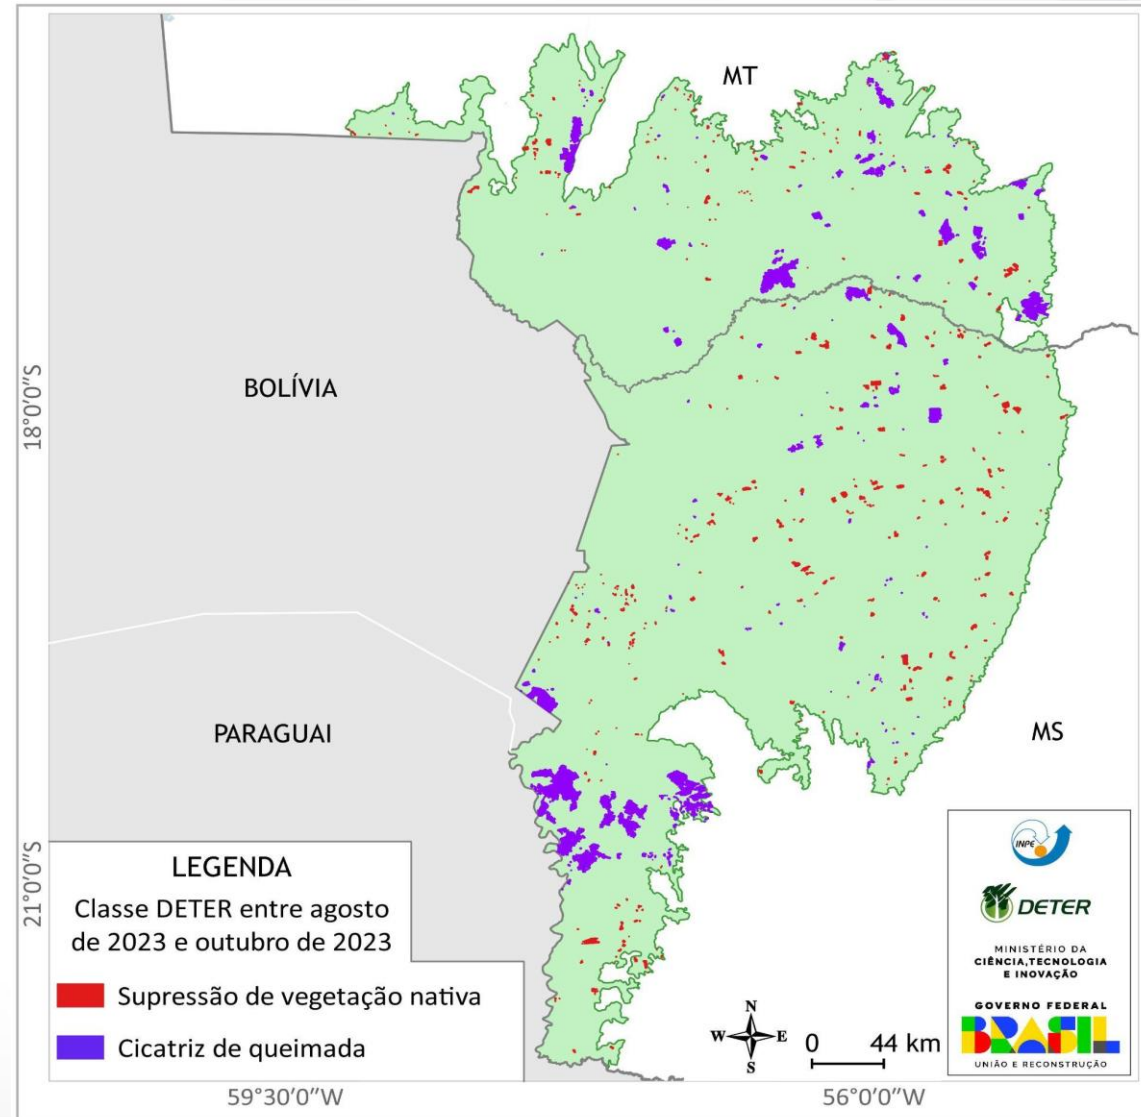 MT
BOLÍVIA
18°0'0"S
PARAGUAI
MS
21°0'0"S
LEGENDA
Classe DETER entre agosto
de 2023 e outubro de 2023
Supressão de vegetação nativa
Cicatriz de queimada
N
W E
S
0 44 km
INPE
DETER
MINISTÉRIO DA
CIÊNCIA, TECNOLOGIA
E INOVAÇÃO
GOVERNO FEDERAL
BRASIL
UNIÃO E RECONSTRUÇÃO
59°30'0"W 56°0'0"W